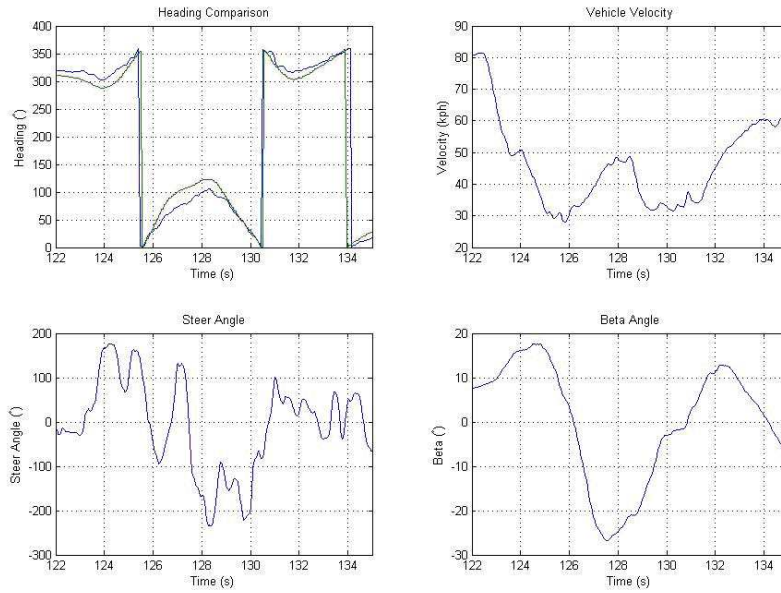 Heading Comparison
400
350
300
250
200
150
100
50
0
Heading (°)
122 124 126 128 130 132 134
Time (s)
Vehicle Velocity
90
80
70
60
50
40
30
20
Velocity (kph)
122 124 126 128 130 132 134
Time (s)
Steer Angle
200
100
0
-100
-200
-300
Steer Angle (°)
122 124 126 128 130 132 134
Time (s)
Beta Angle
20
10
0
-10
-20
-30
Beta (°)
122 124 126 128 130 132 134
Time (s)